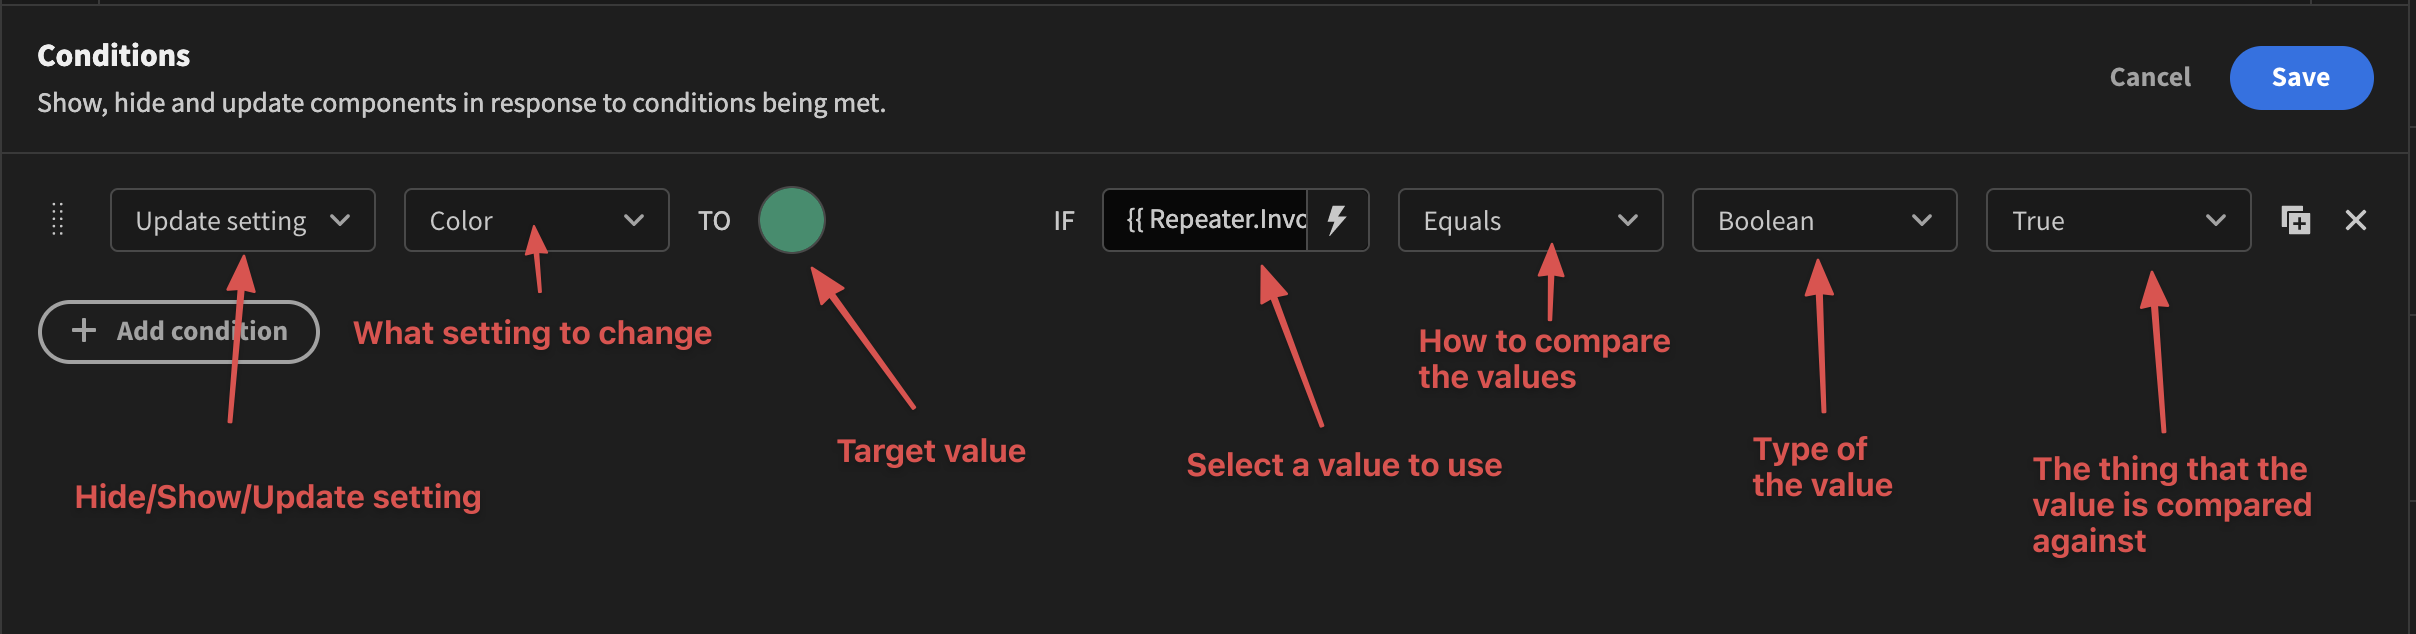 Conditions
Show, hide and update components in response to conditions being met.
Cancel
Save
Update setting
Color
TO
IF
{{ Repeater.Invo
Equals
Boolean
True
Add condition
What setting to change
How to compare
the values
Target value
Select a value to use
Type of
the value
The thing that the
value is compared
against
Hide/Show/Update setting